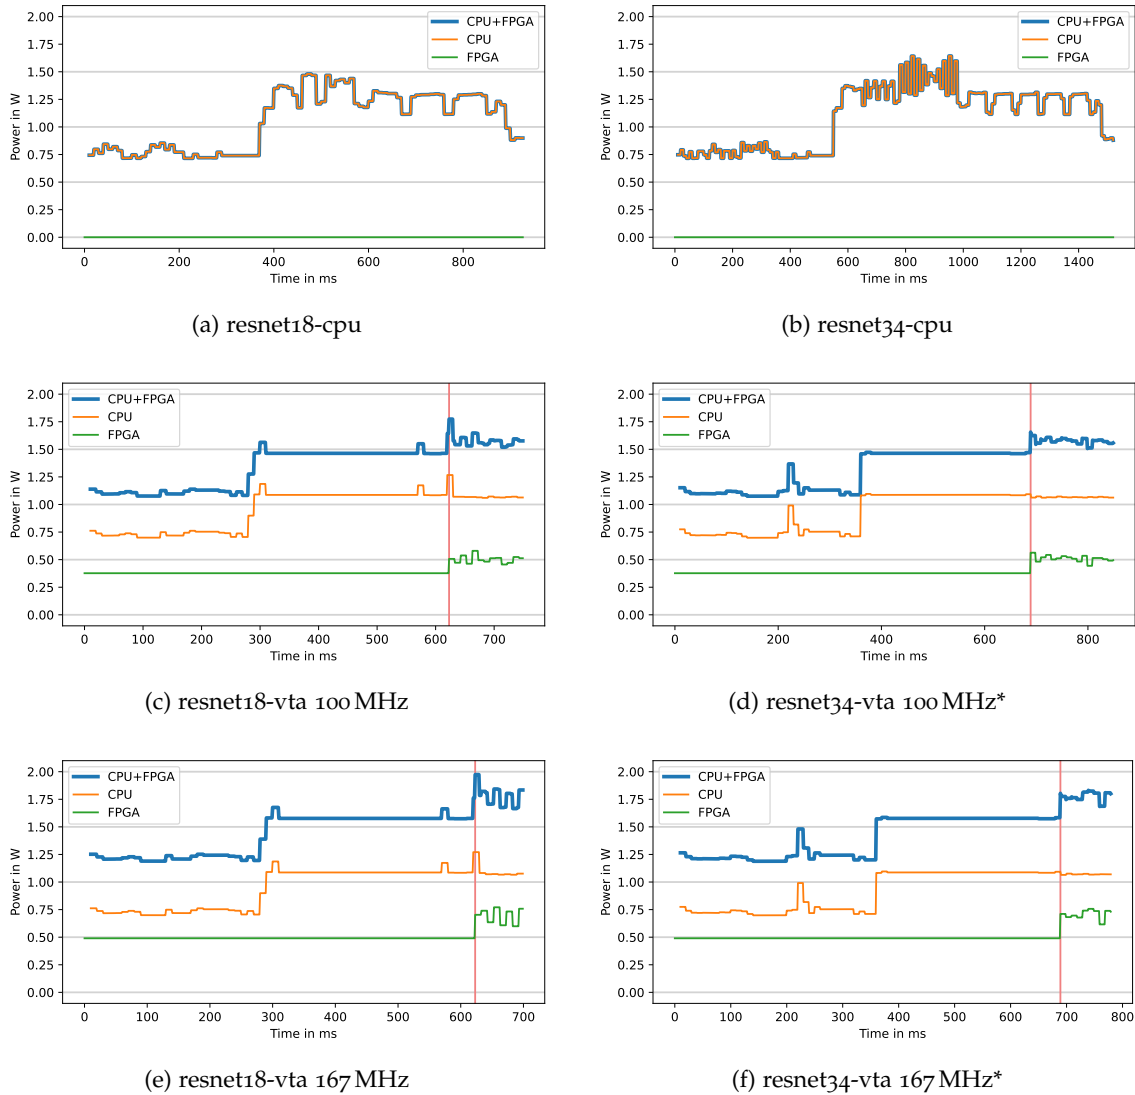 2.00
1.75
1.50
1.25
1.00
0.75
0.50
0.25
0.00
Power in W
CPU+FPGA
CPU
FPGA
0 200 400 600 800
Time in ms
(a) resnet18-cpu
2.00
1.75
1.50
1.25
1.00
0.75
0.50
0.25
0.00
Power in W
CPU+FPGA
CPU
FPGA
0 200 400 600 800 1000 1200 1400
Time in ms
(b) resnet34-cpu
2.00
1.75
1.50
1.25
1.00
0.75
0.50
0.25
0.00
Power in W
CPU+FPGA
CPU
FPGA
0 100 200 300 400 500 600 700
Time in ms
(c) resnet18-vta 100 MHz
2.00
1.75
1.50
1.25
1.00
0.75
0.50
0.25
0.00
Power in W
CPU+FPGA
CPU
FPGA
0 200 400 600 800
Time in ms
(d) resnet34-vta 100 MHz*
2.00
1.75
1.50
1.25
1.00
0.75
0.50
0.25
0.00
Power in W
CPU+FPGA
CPU
FPGA
0 100 200 300 400 500 600 700
Time in ms
(e) resnet18-vta 167 MHz
2.00
1.75
1.50
1.25
1.00
0.75
0.50
0.25
0.00
Power in W
CPU+FPGA
CPU
FPGA
0 100 200 300 400 500 600 700 800
Time in ms
(f) resnet34-vta 167 MHz*